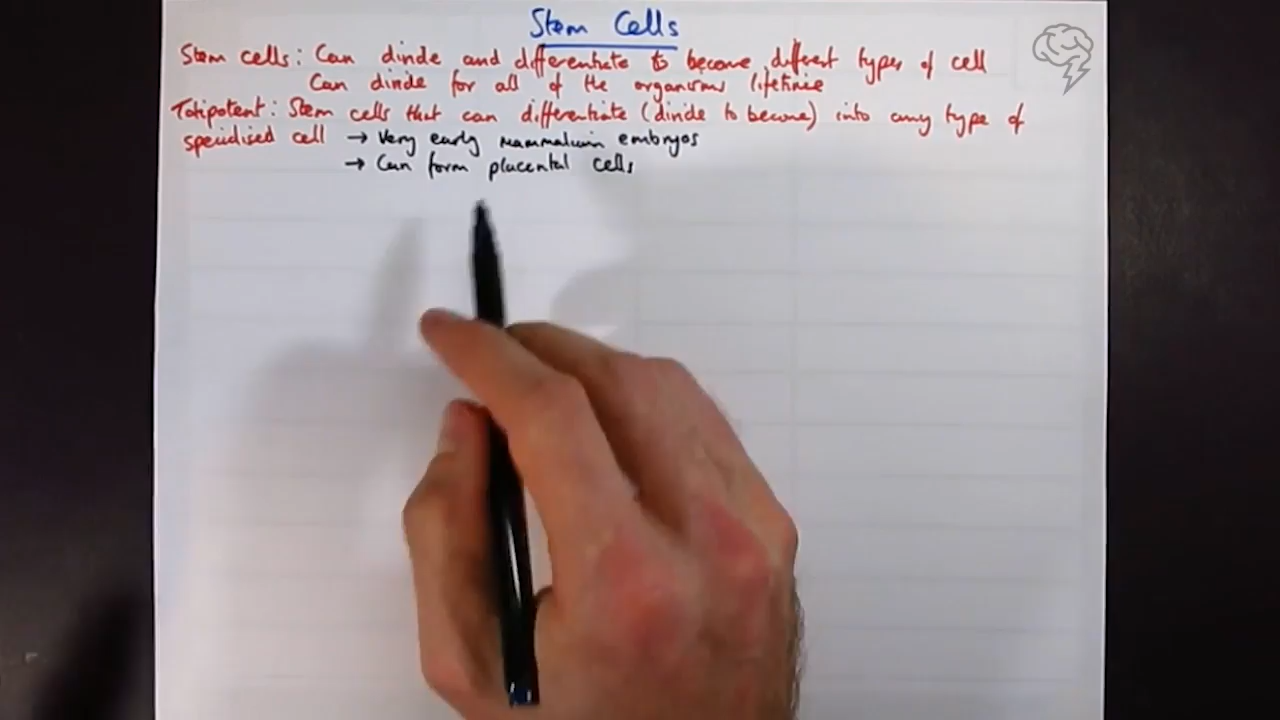 Stem Cells
Stem cells: Can divide and differentiate to become different types of cell
Can divide for all of the organisms lifetime
Totipotent: Stem cells that can differentiate (divide to become) into any type of
specialised cell → Very early mammalian embryos
→ Can form placental cells